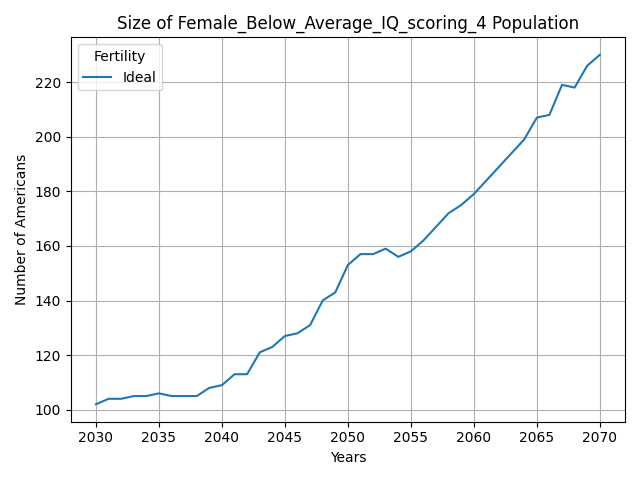 Size of Female_Below_Average_IQ_scoring_4 Population
Fertility
Ideal
Number of Americans
220
200
180
160
140
120
100
2030 2035 2040 2045 2050 2055 2060 2065 2070
Years